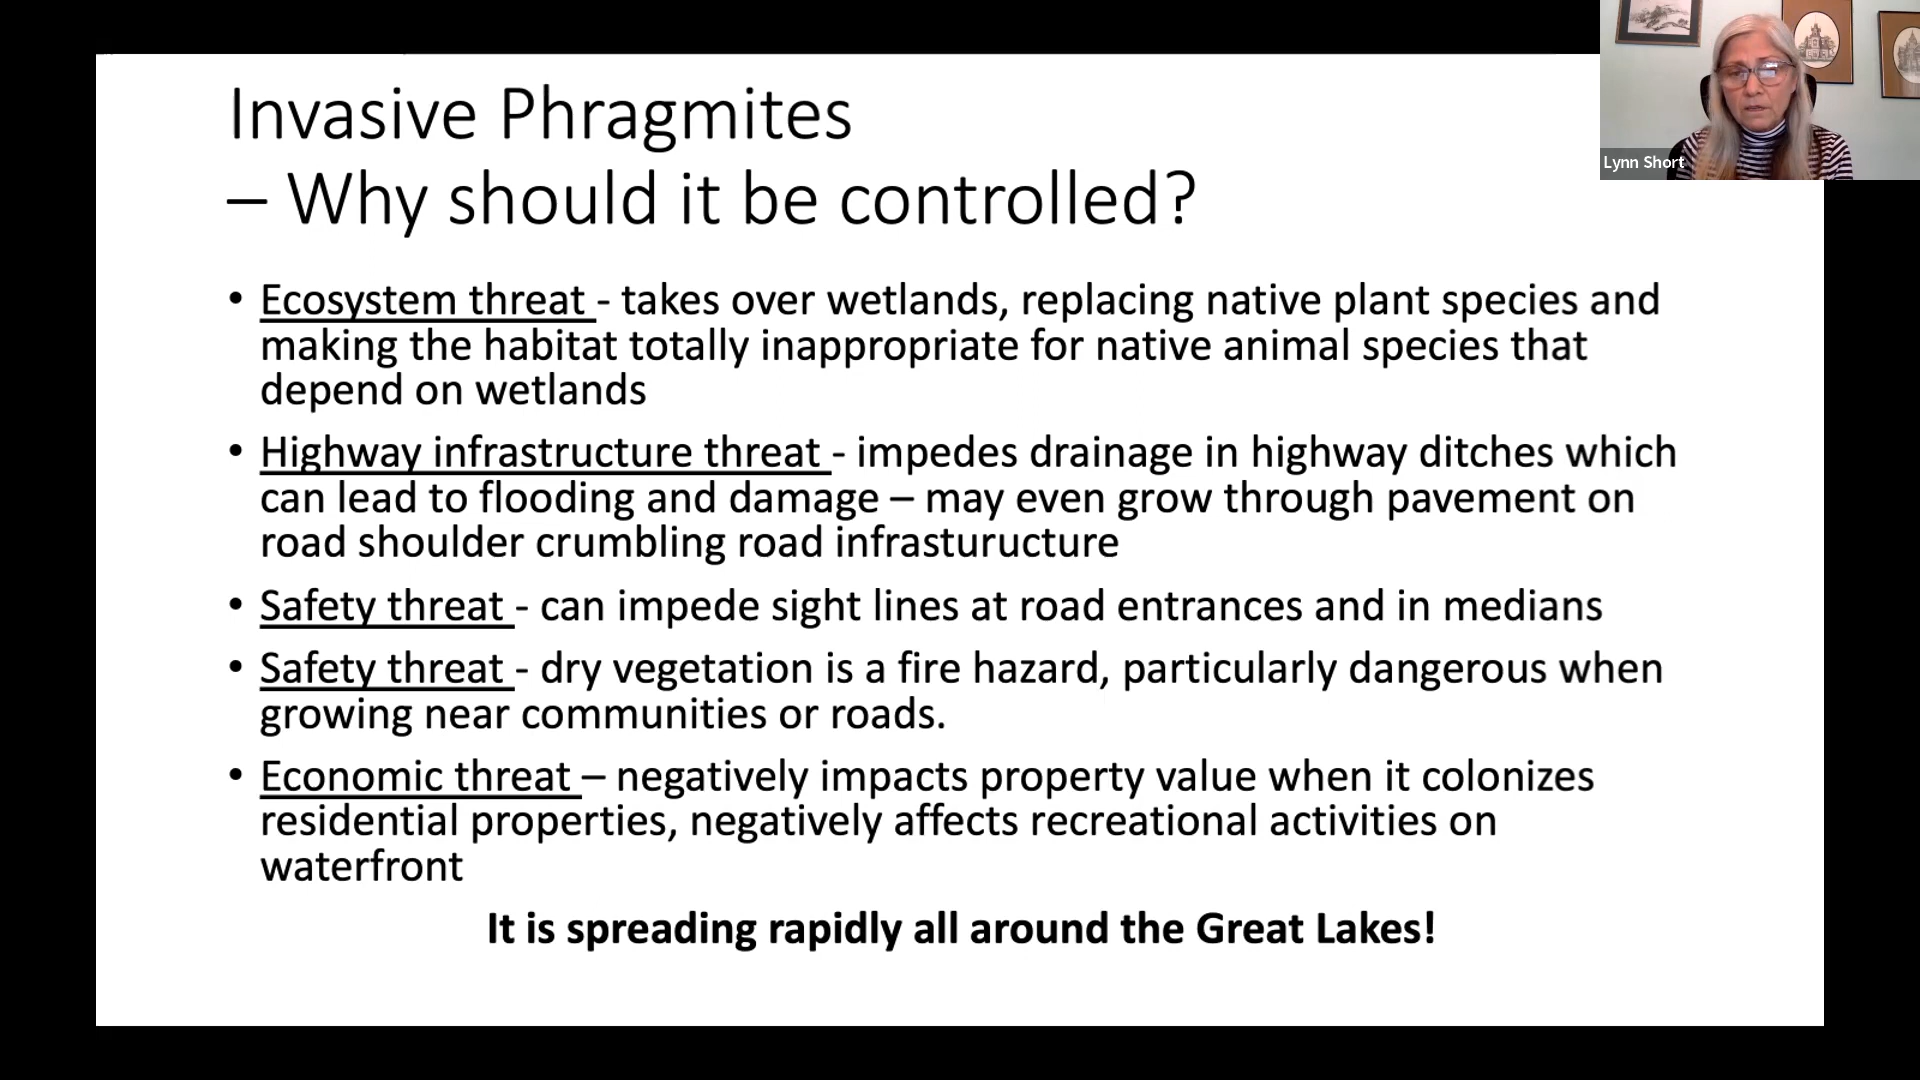 Invasive Phragmites
– Why should it be controlled?
• Ecosystem threat - takes over wetlands, replacing native plant species and
making the habitat totally inappropriate for native animal species that
depend on wetlands
• Highway infrastructure threat - impedes drainage in highway ditches which
can lead to flooding and damage – may even grow through pavement on
road shoulder crumbling road infrasturucture
• Safety threat - can impede sight lines at road entrances and in medians
• Safety threat - dry vegetation is a fire hazard, particularly dangerous when
growing near communities or roads.
• Economic threat – negatively impacts property value when it colonizes
residential properties, negatively affects recreational activities on
waterfront
It is spreading rapidly all around the Great Lakes!
Lynn Short